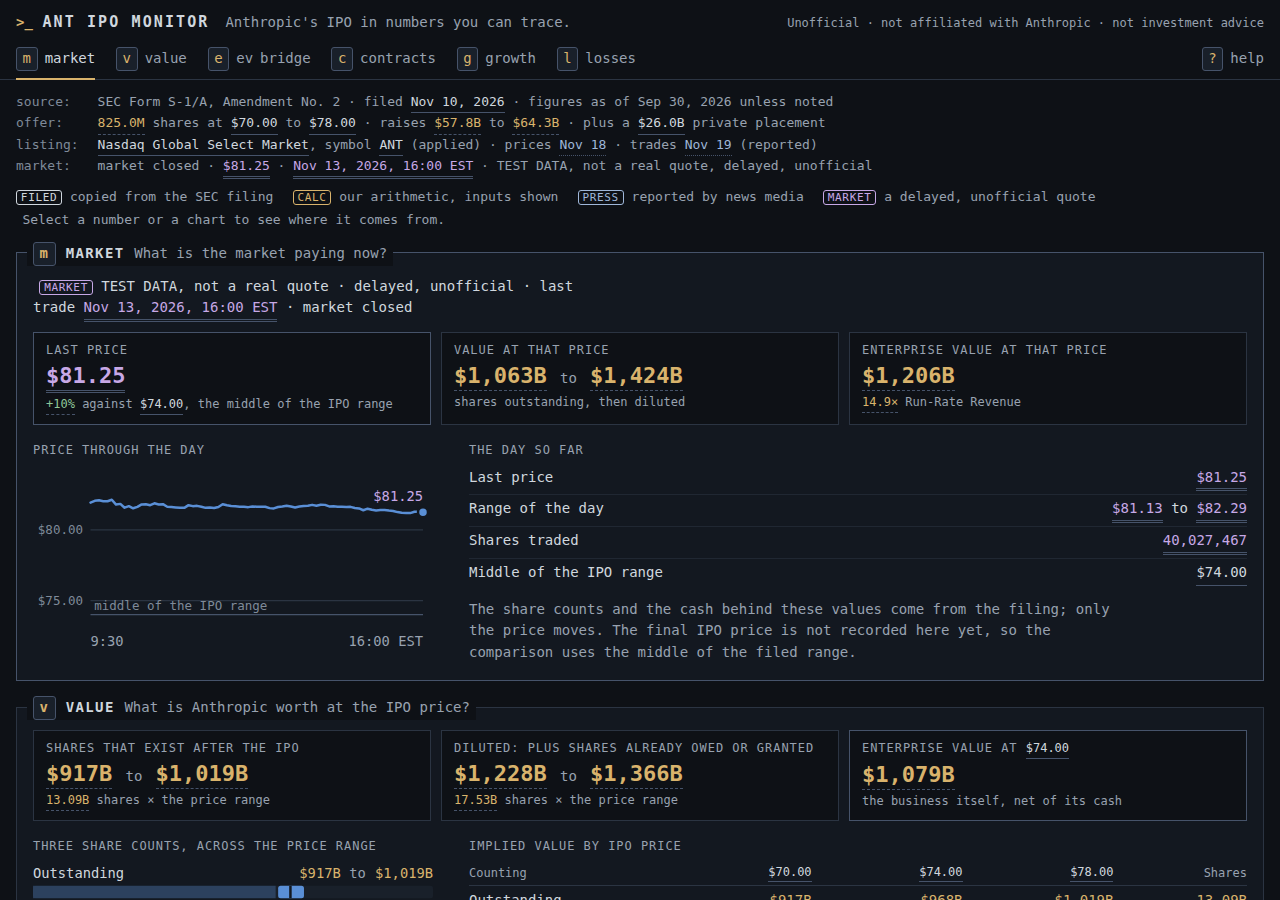 >_ ANT IPO MONITOR Anthropic's IPO in numbers you can trace. Unofficial · not affiliated with Anthropic · not investment advice
m market v value e ev bridge c contracts g growth l losses ? help
source: SEC Form S-1/A, Amendment No. 2 · filed Nov 10, 2026 · figures as of Sep 30, 2026 unless noted
offer: 825.0M shares at $70.00 to $78.00 · raises $57.8B to $64.3B · plus a $26.0B private placement
listing: Nasdaq Global Select Market, symbol ANT (applied) · prices Nov 18 · trades Nov 19 (reported)
market: market closed · $81.25 · Nov 13, 2026, 16:00 EST · TEST DATA, not a real quote, delayed, unofficial
FILED copied from the SEC filing CALC our arithmetic, inputs shown PRESS reported by news media MARKET a delayed, unofficial quote
Select a number or a chart to see where it comes from.
m MARKET What is the market paying now?
MARKET TEST DATA, not a real quote · delayed, unofficial · last
trade Nov 13, 2026, 16:00 EST · market closed
LAST PRICE
$81.25
+10% against $74.00, the middle of the IPO range
VALUE AT THAT PRICE
$1,063B to $1,424B
shares outstanding, then diluted
ENTERPRISE VALUE AT THAT PRICE
$1,206B
14.9× Run-Rate Revenue
PRICE THROUGH THE DAY
$81.25
$80.00
$75.00
middle of the IPO range
9:30 16:00 EST
THE DAY SO FAR
Last price $81.25
Range of the day $81.13 to $82.29
Shares traded 40,027,467
Middle of the IPO range $74.00
The share counts and the cash behind these values come from the filing; only
the price moves. The final IPO price is not recorded here yet, so the
comparison uses the middle of the filed range.
v VALUE What is Anthropic worth at the IPO price?
SHARES THAT EXIST AFTER THE IPO
$917B to $1,019B
13.09B shares × the price range
DILUTED: PLUS SHARES ALREADY OWED OR GRANTED
$1,228B to $1,366B
17.53B shares × the price range
ENTERPRISE VALUE AT $74.00
$1,079B
the business itself, net of its cash
THREE SHARE COUNTS, ACROSS THE PRICE RANGE
Outstanding $917B to $1,019B
IMPLIED VALUE BY IPO PRICE
Counting $70.00 $74.00 $78.00 Shares
Outstanding $917B $968B $1,019B 13.09B